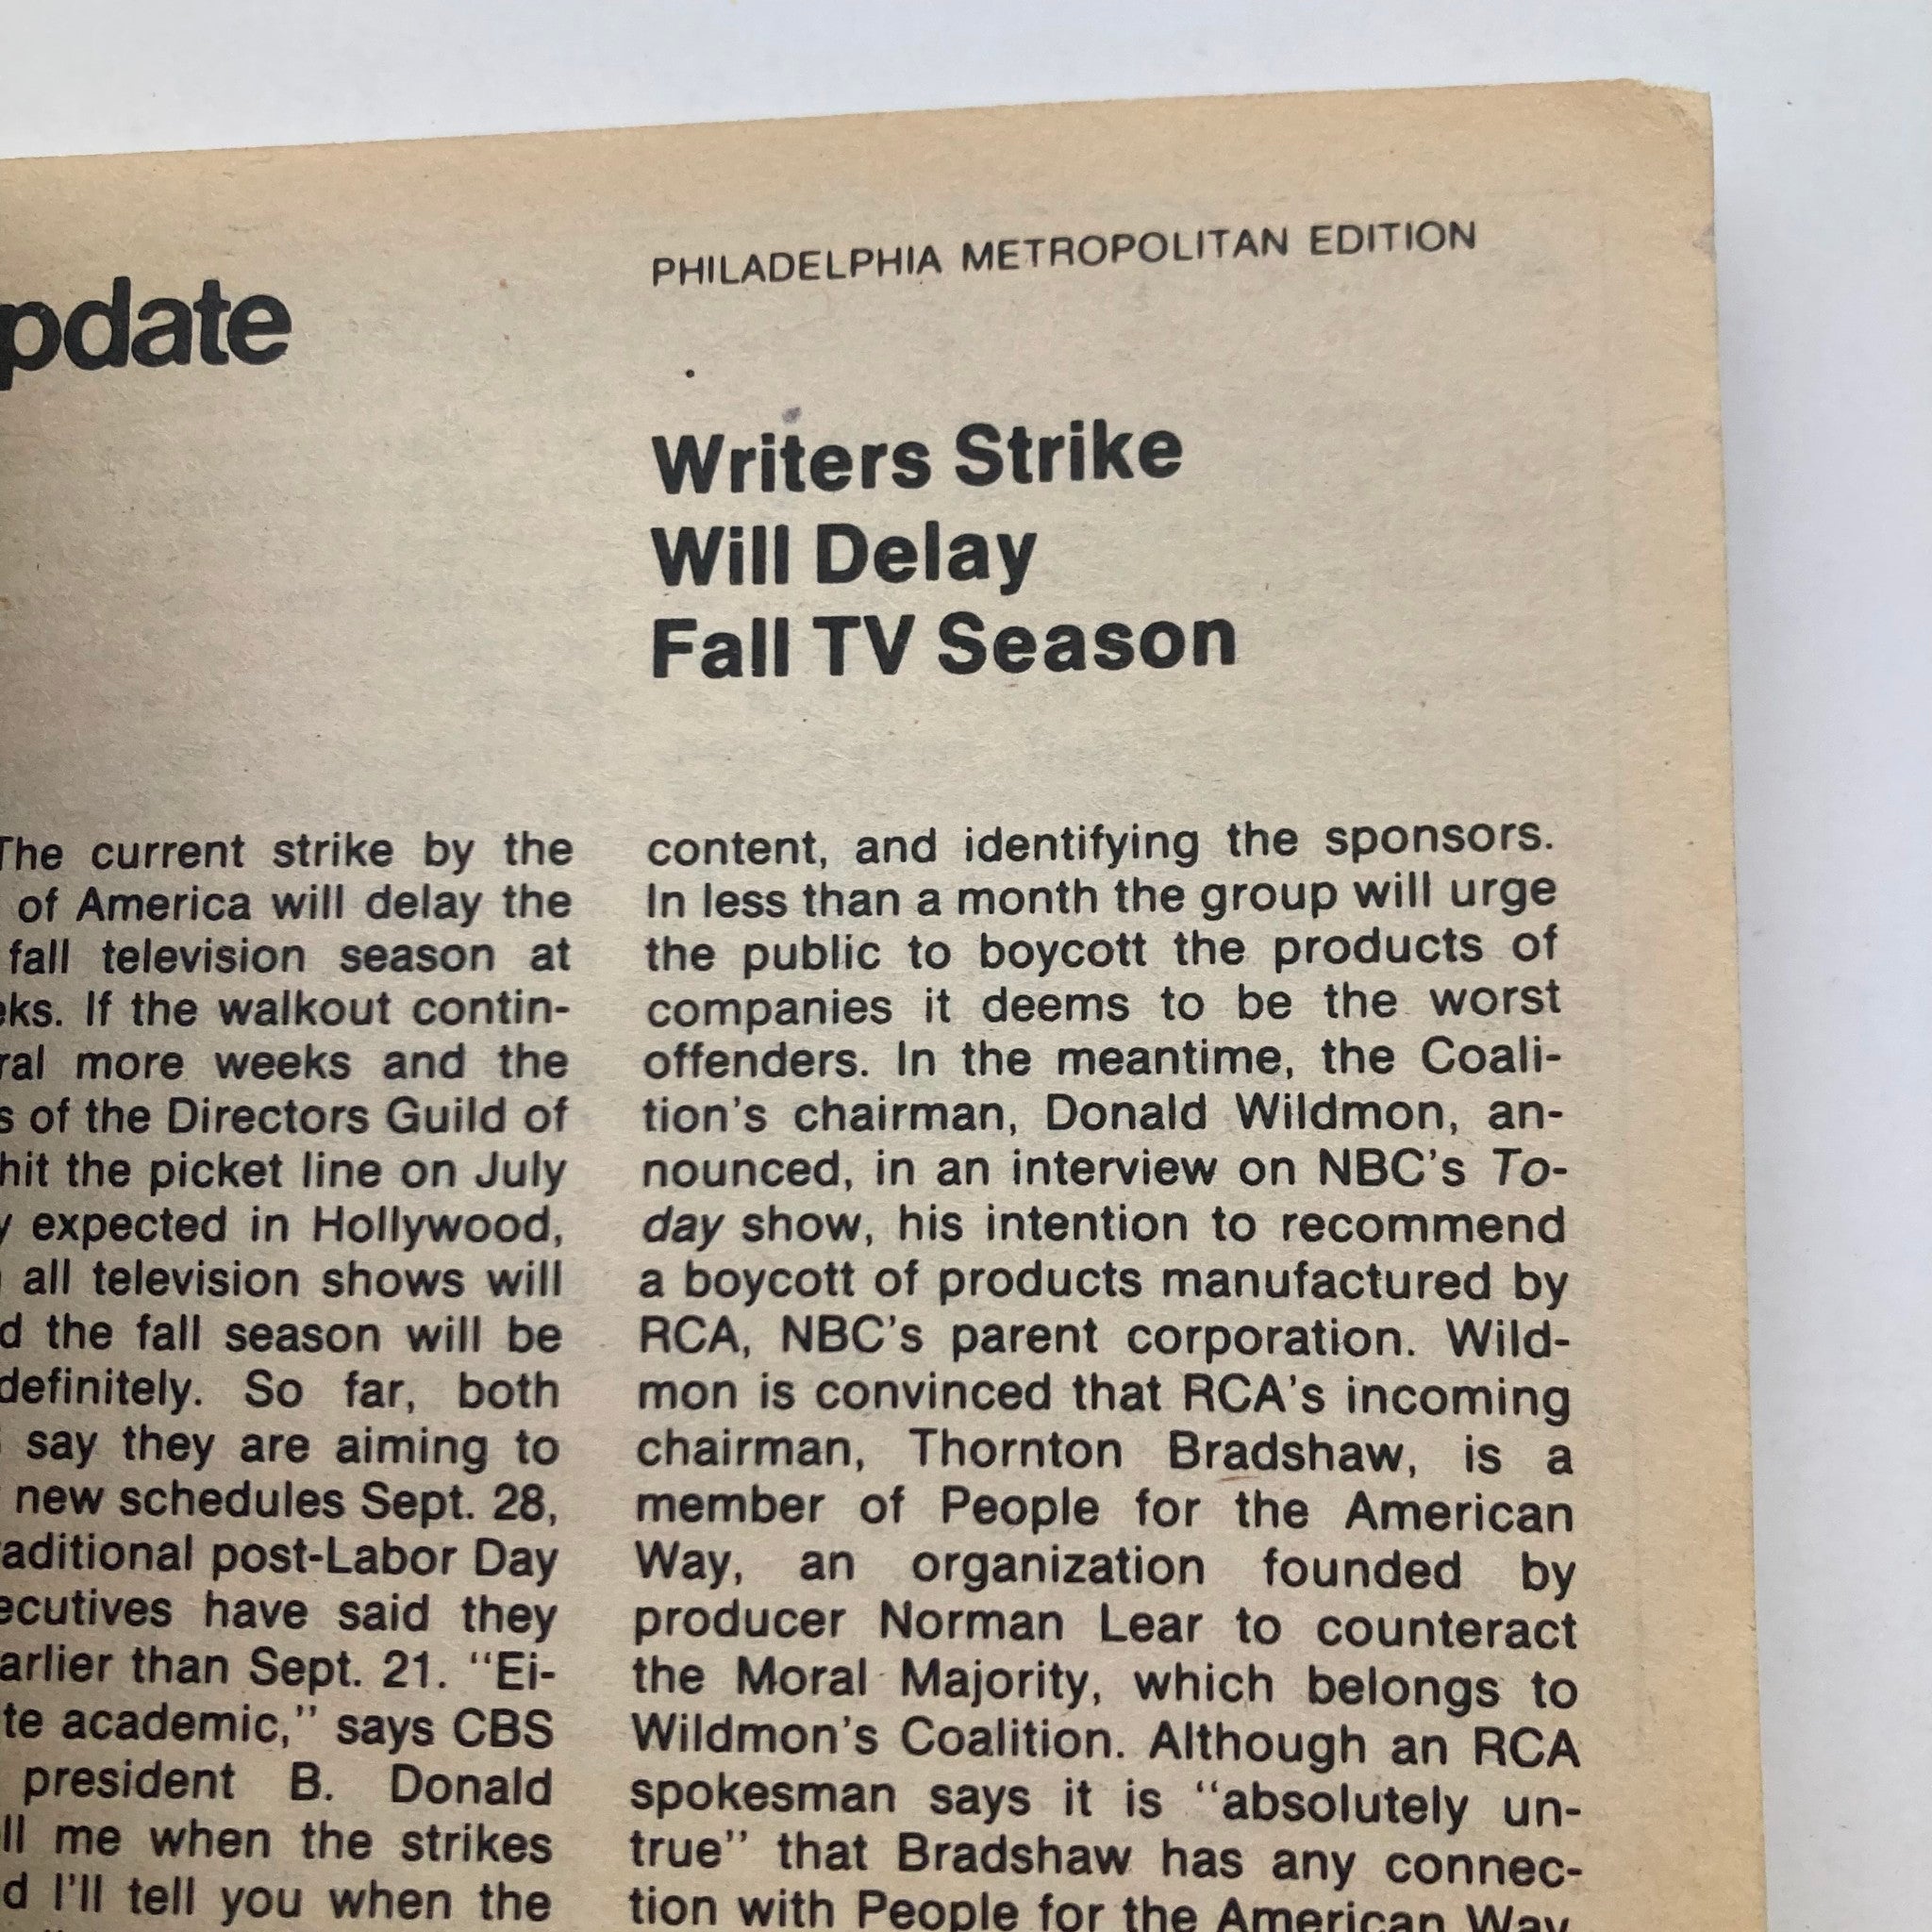 PHILADELPHIA METROPOLITAN EDITION
pdate
Writers Strike
Will Delay
Fall TV Season
The current strike by the
of America will delay the
fall television season at
ks. If the walkout contin-
ral more weeks and the
s of the Directors Guild of
hit the picket line on July
y expected in Hollywood,
all television shows will
d the fall season will be
definitely. So far, both
say they are aiming to
new schedules Sept. 28,
aditional post-Labor Day
ecutives have said they
arlier than Sept. 21. “Ei-
te academic,” says CBS
president B. Donald
ll me when the strikes
d I'll tell you when the
content, and identifying the sponsors.
In less than a month the group will urge
the public to boycott the products of
companies it deems to be the worst
offenders. In the meantime, the Coali-
tion's chairman, Donald Wildmon, an-
nounced, in an interview on NBC's To-
day show, his intention to recommend
a boycott of products manufactured by
RCA, NBC's parent corporation. Wild-
mon is convinced that RCA's incoming
chairman, Thornton Bradshaw, is a
member of People for the American
Way, an organization founded by
producer Norman Lear to counteract
the Moral Majority, which belongs to
Wildmon's Coalition. Although an RCA
spokesman says it is “absolutely un-
true” that Bradshaw has any connec-
tion with People for the American Way,